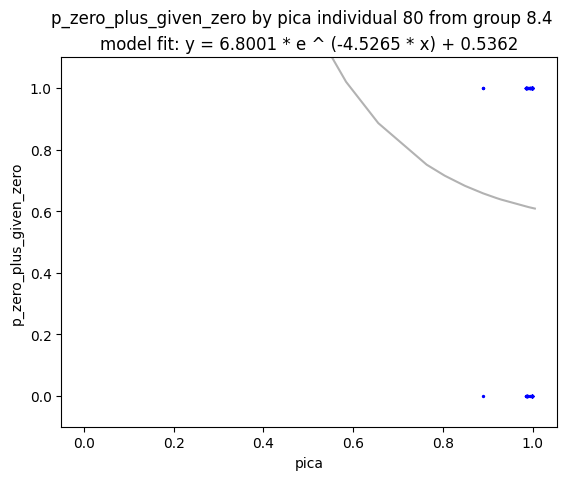 p_zero_plus_given_zero by pica individual 80 from group 8.4
model fit: y = 6.8001 * e ^ (-4.5265 * x) + 0.5362
1.0
0.8
0.6
0.4
0.2
0.0
p_zero_plus_given_zero
0.0 0.2 0.4 0.6 0.8 1.0
pica